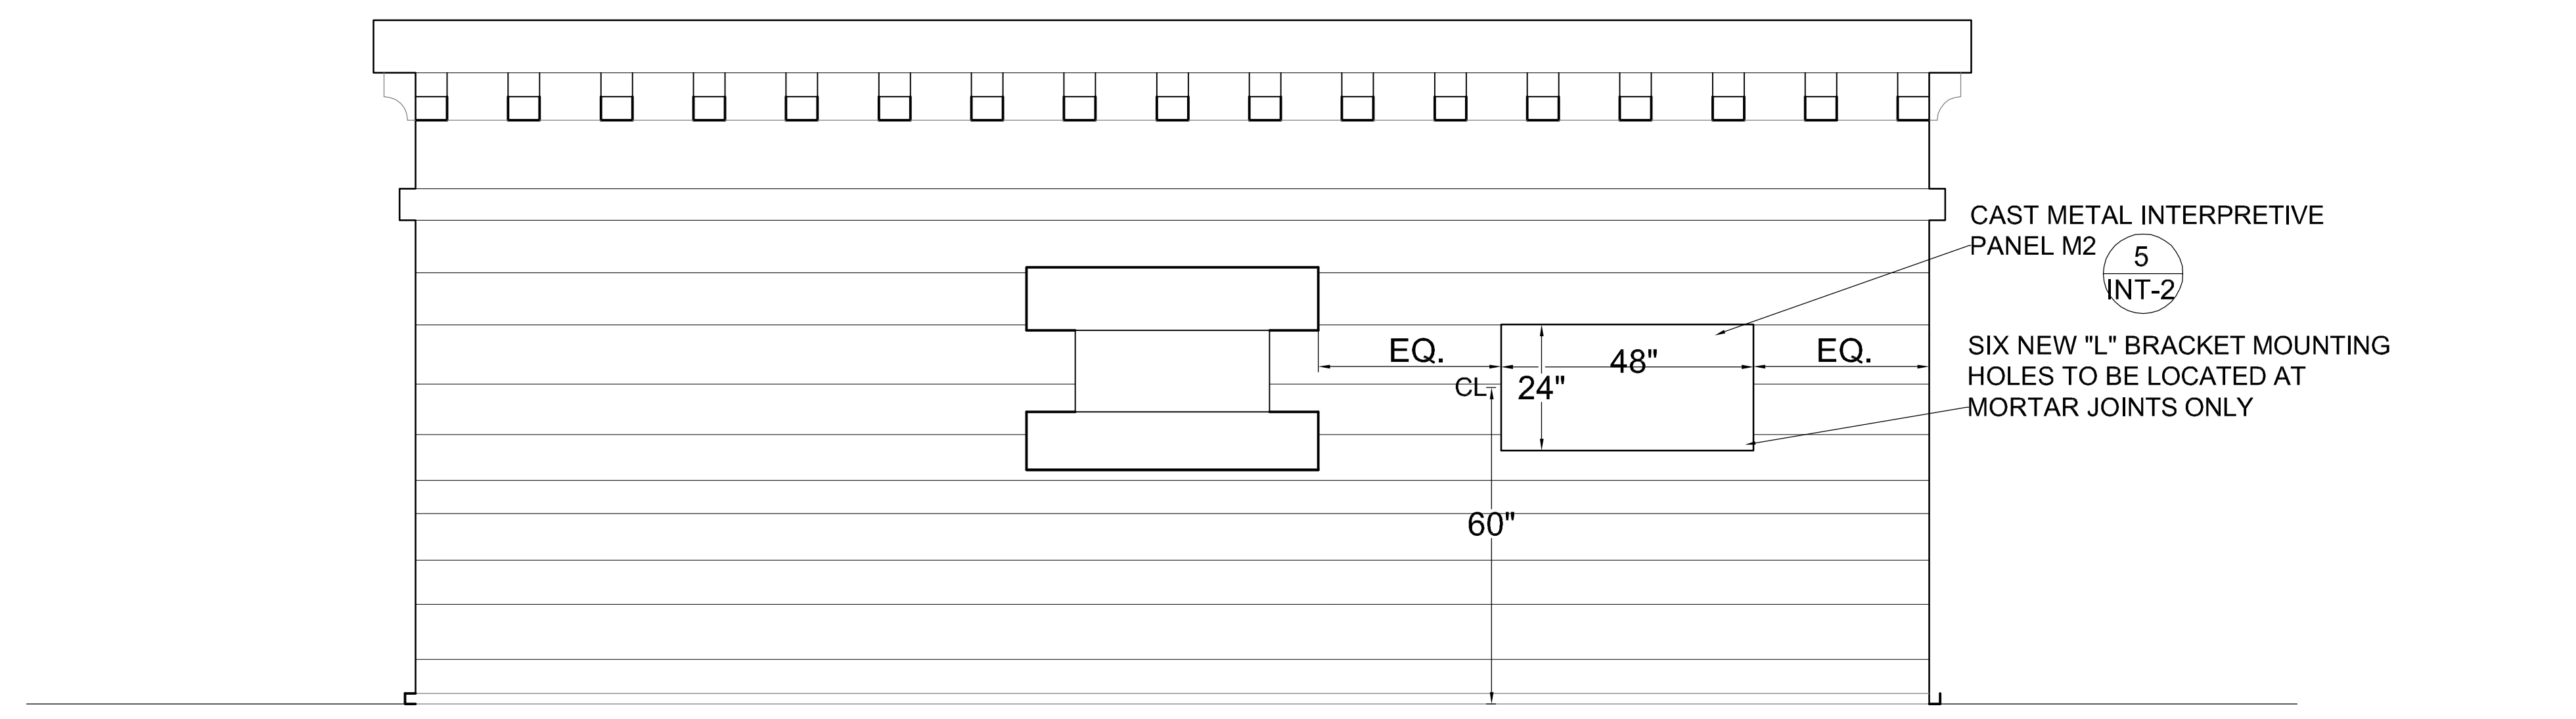 CAST METAL INTERPRETIVE
PANEL M2
5
INT-2
SIX NEW "L" BRACKET MOUNTING
HOLES TO BE LOCATED AT
MORTAR JOINTS ONLY
EQ.
48"
EQ.
CL
24"
60"